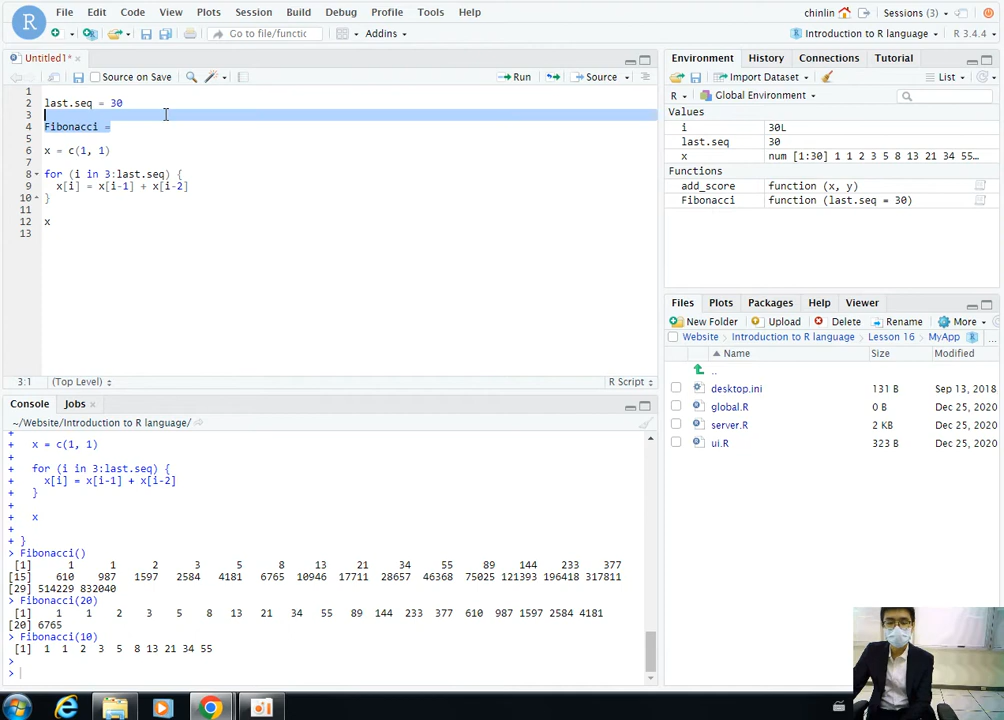 R
File Edit Code View Plots Session Build Debug Profile Tools Help
chinlin Sessions (3)
Go to file/functic Addins
Introduction to R language R 3.4.4
Untitled1*
Source on Save Run Source
1
2 last.seq = 30
3
4 Fibonacci =
5
6 x = c(1, 1)
7
8 for (i in 3:last.seq) {
9 x[i] = x[i-1] + x[i-2]
10 }
11
12 x
13
3:1 (Top Level) R Script
Console Jobs
~/Website/Introduction to R language/
+
+ x = c(1, 1)
+
+ for (i in 3:last.seq) {
+ x[i] = x[i-1] + x[i-2]
+ }
+
+ x
+
+ }
> Fibonacci()
[1] 1 1 2 3 5 8 13 21 34 55 89 144 233 377
[15] 610 987 1597 2584 4181 6765 10946 17711 28657 46368 75025 121393 196418 317811
[29] 514229 832040
> Fibonacci(20)
[1] 1 1 2 3 5 8 13 21 34 55 89 144 233 377 610 987 1597 2584 4181
[20] 6765
> Fibonacci(10)
[1] 1 1 2 3 5 8 13 21 34 55
>
>
Environment History Connections Tutorial
Import Dataset List
R Global Environment
Values
i 30L
last.seq 30
x num [1:30] 1 1 2 3 5 8 13 21 34 55…
Functions
add_score function (x, y)
Fibonacci function (last.seq = 30)
Files Plots Packages Help Viewer
New Folder Upload Delete Rename More
Website Introduction to R language Lesson 16 MyApp R ...
Name Size Modified
..
desktop.ini 131 B Sep 13, 2018
global.R 0 B Dec 25, 2020
server.R 2 KB Dec 25, 2020
ui.R 323 B Dec 25, 2020